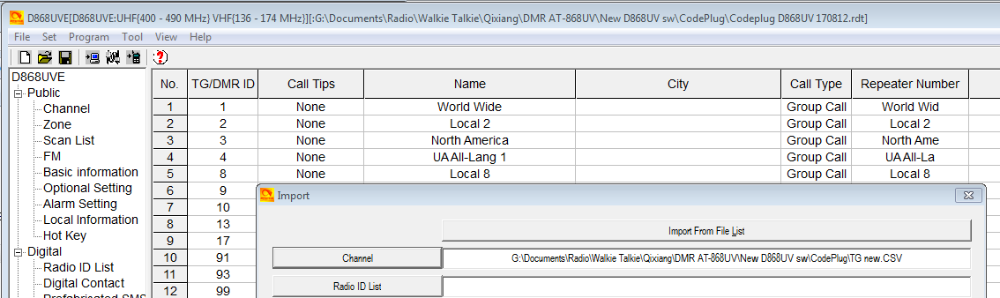 D868UVE[D868UVE:UHF{400 - 490 MHz} VHF{136 - 174 MHz}][:G:\Documents\Radio\Walkie Talkie\Qixiang\DMR AT-868UV\New D868UV sw\CodePlug\Codeplug D868UV 170812.rdt]
File Set Program Tool View Help
D868UVE
Public
Channel
Zone
Scan List
FM
Basic information
Optional Setting
Alarm Setting
Local Information
Hot Key
Digital
Radio ID List
Digital Contact
Prefabricated SMS
No. TG/DMR ID Call Tips Name City Call Type Repeater Number
1 1 None World Wide Group Call World Wid
2 2 None Local 2 Group Call Local 2
3 3 None North America Group Call North Ame
4 4 None UA All-Lang 1 Group Call UA All-La
5 8 None Local 8 Group Call Local 8
6 9
7 10
8 13
9 17
10 91
11 93
12 99
Import
Import From File List
Channel G:\Documents\Radio\Walkie Talkie\Qixiang\DMR AT-868UV\New D868UV sw\CodePlug\TG new.CSV
Radio ID List